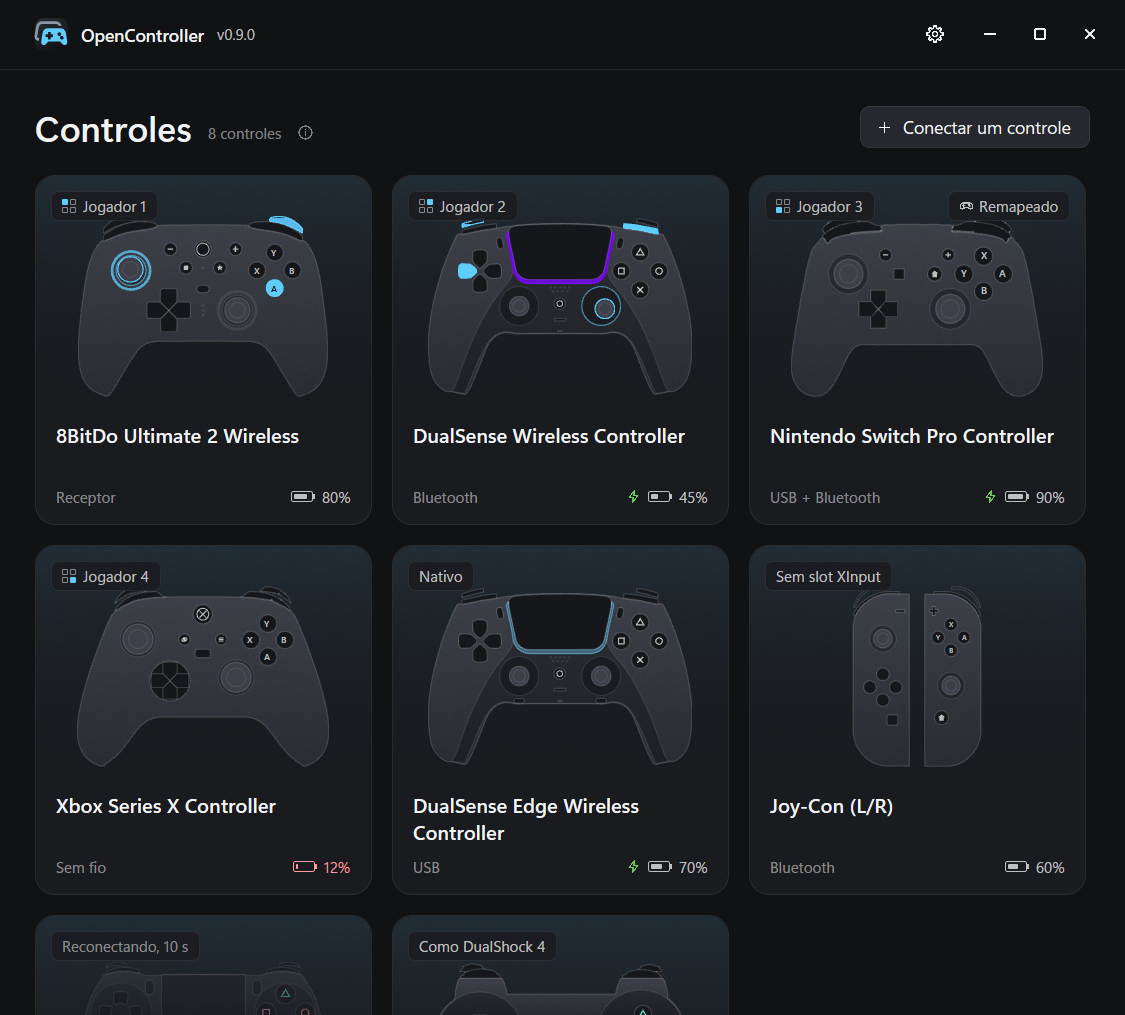 OpenController v0.9.0
Controles 8 controles
+ Conectar um controle
Jogador 1
Y
X B
A
8BitDo Ultimate 2 Wireless
Receptor 80%
Jogador 2
DualSense Wireless Controller
Bluetooth 45%
Jogador 3 Remapeado
X
Y A
B
Nintendo Switch Pro Controller
USB + Bluetooth 90%
Jogador 4
Y
X B
A
Xbox Series X Controller
Sem fio 12%
Nativo
DualSense Edge Wireless
Controller
USB 70%
Sem slot XInput
X
Y A
B
Joy-Con (L/R)
Bluetooth 60%
Reconectando, 10 s
Como DualShock 4